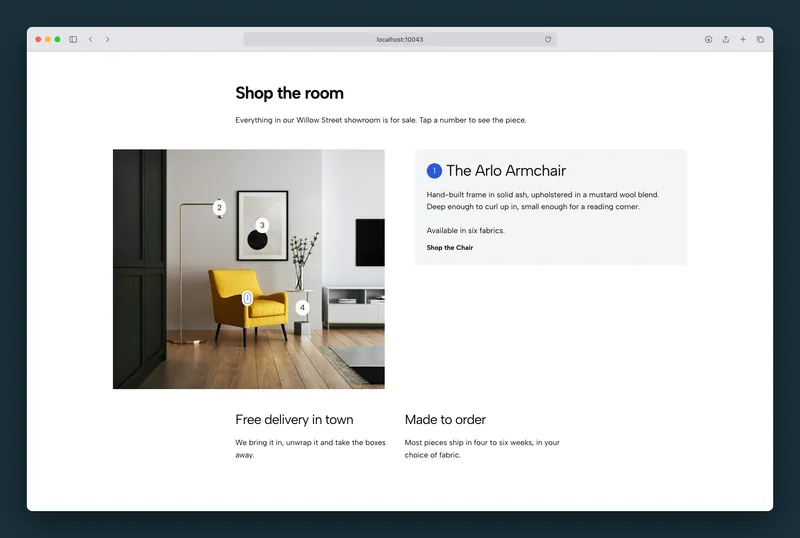 localhost:10043
Shop the room
Everything in our Willow Street showroom is for sale. Tap a number to see the piece.
2
3
4
1
The Arlo Armchair
Hand-built frame in solid ash, upholstered in a mustard wool blend.
Deep enough to curl up in, small enough for a reading corner.
Available in six fabrics.
Shop the Chair
Free delivery in town
We bring it in, unwrap it and take the boxes
away.
Made to order
Most pieces ship in four to six weeks, in your
choice of fabric.